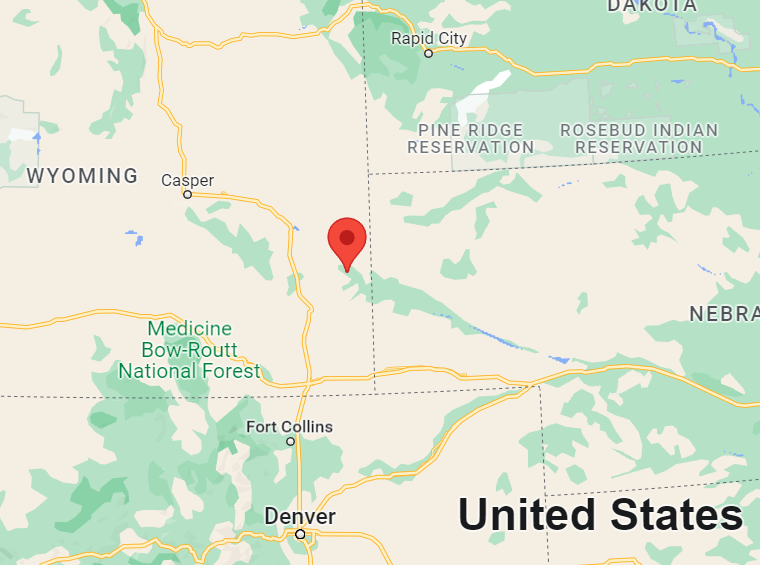 DAKOTA
Rapid City
PINE RIDGE
RESERVATION
ROSEBUD INDIAN
RESERVATION
WYOMING
Casper
NEBRA
Medicine
Bow-Routt
National Forest
Fort Collins
Denver
United States